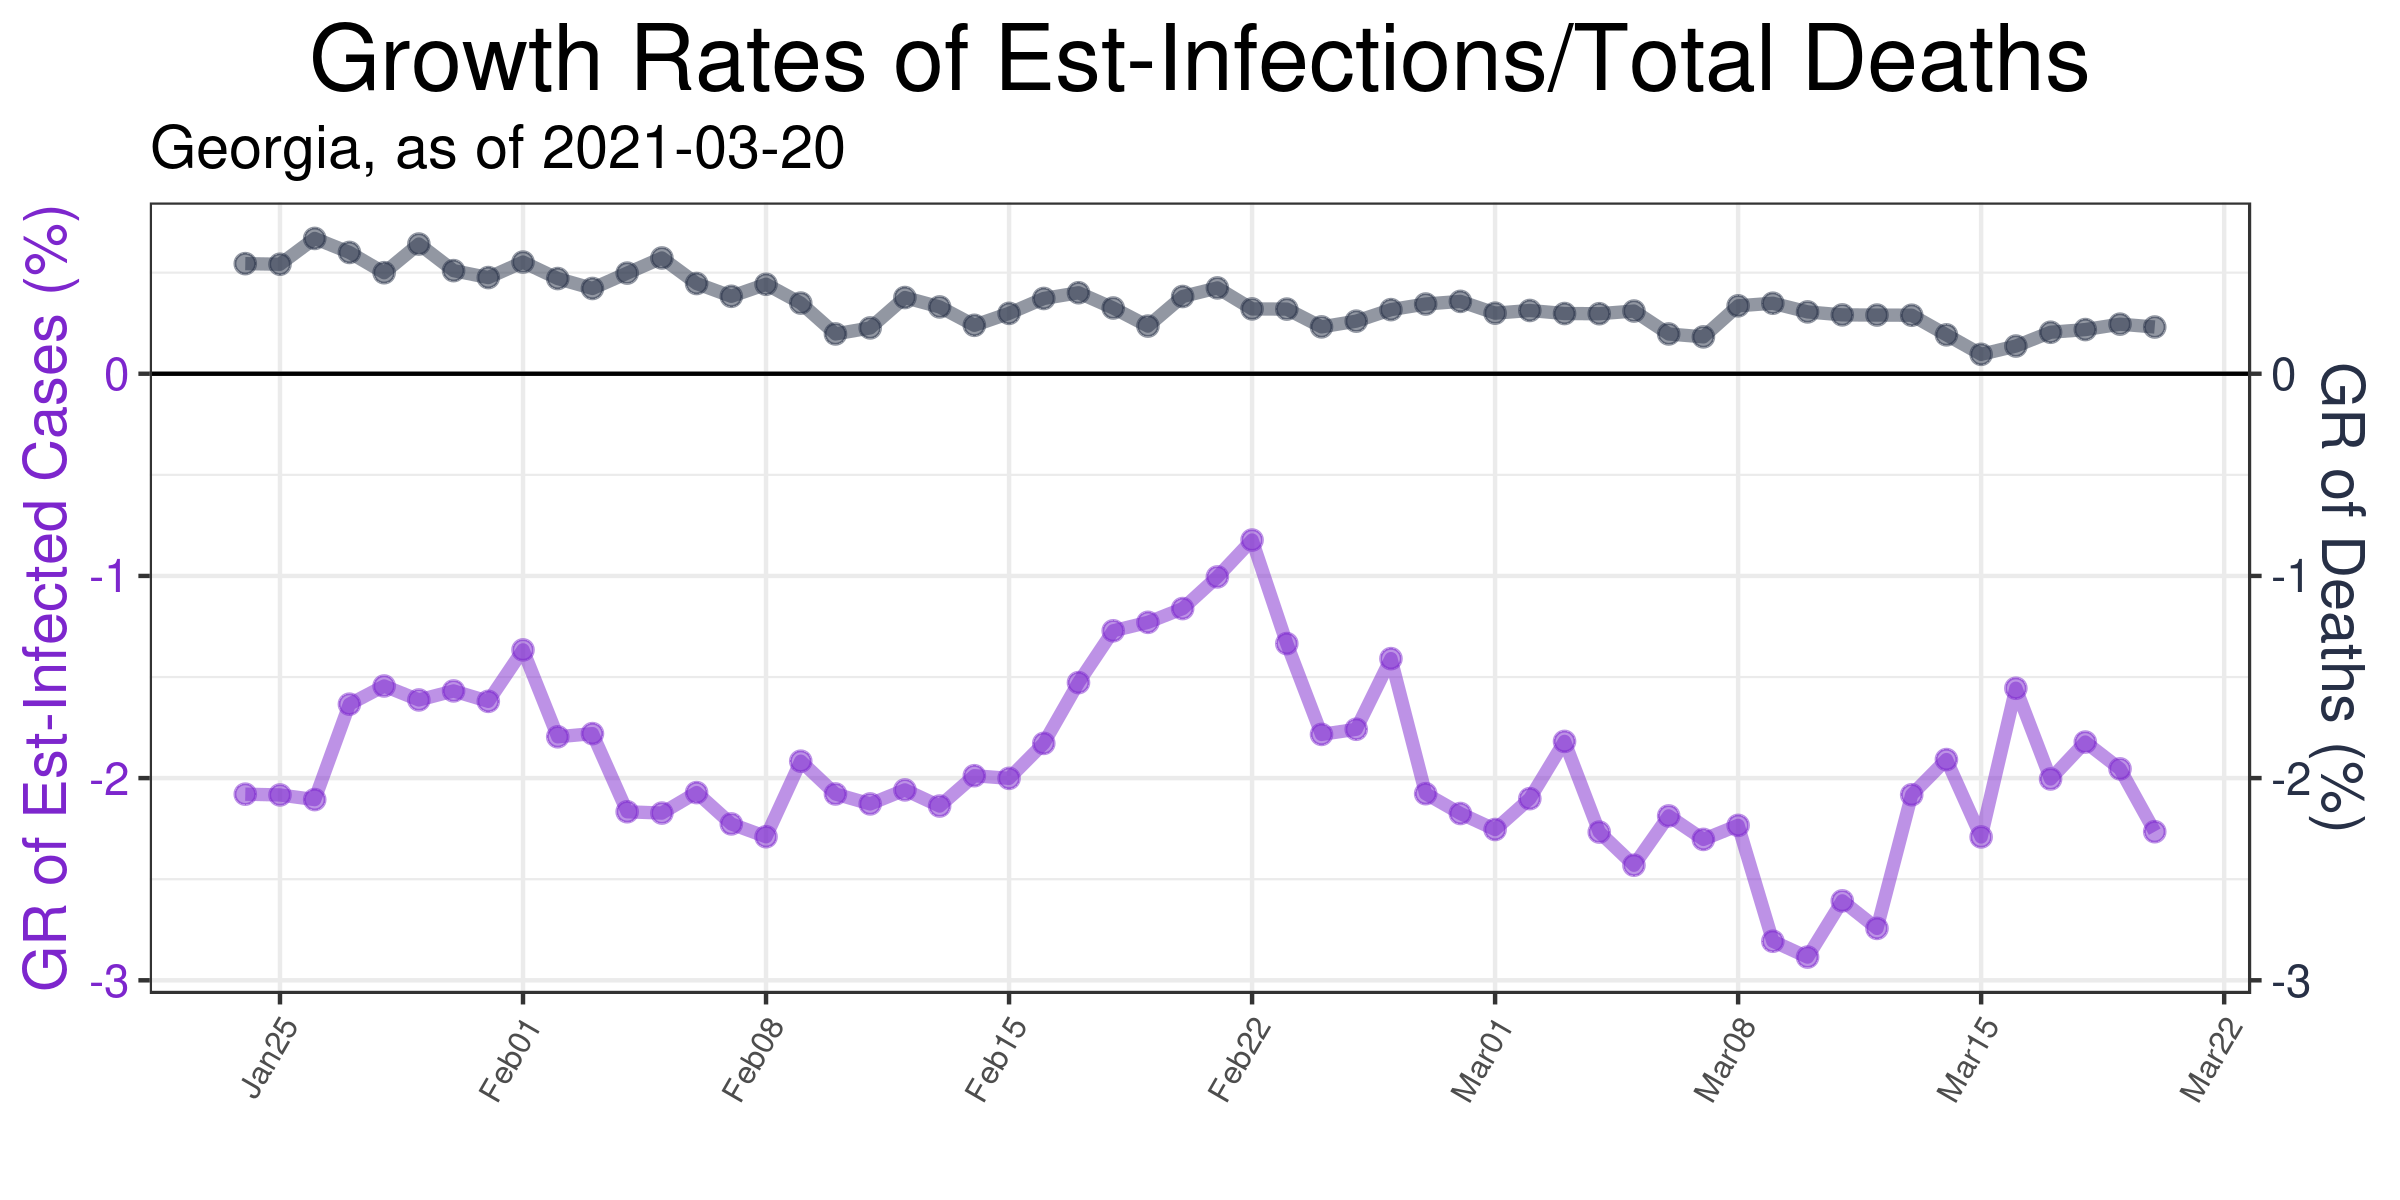 Growth Rates of Est-Infections/Total Deaths
Georgia, as of 2021-03-20
GR of Est-Infected Cases (%)
0
-1
-2
-3
0
-1
-2
-3
GR of Deaths (%)
Jan25
Feb01
Feb08
Feb15
Feb22
Mar01
Mar08
Mar15
Mar22